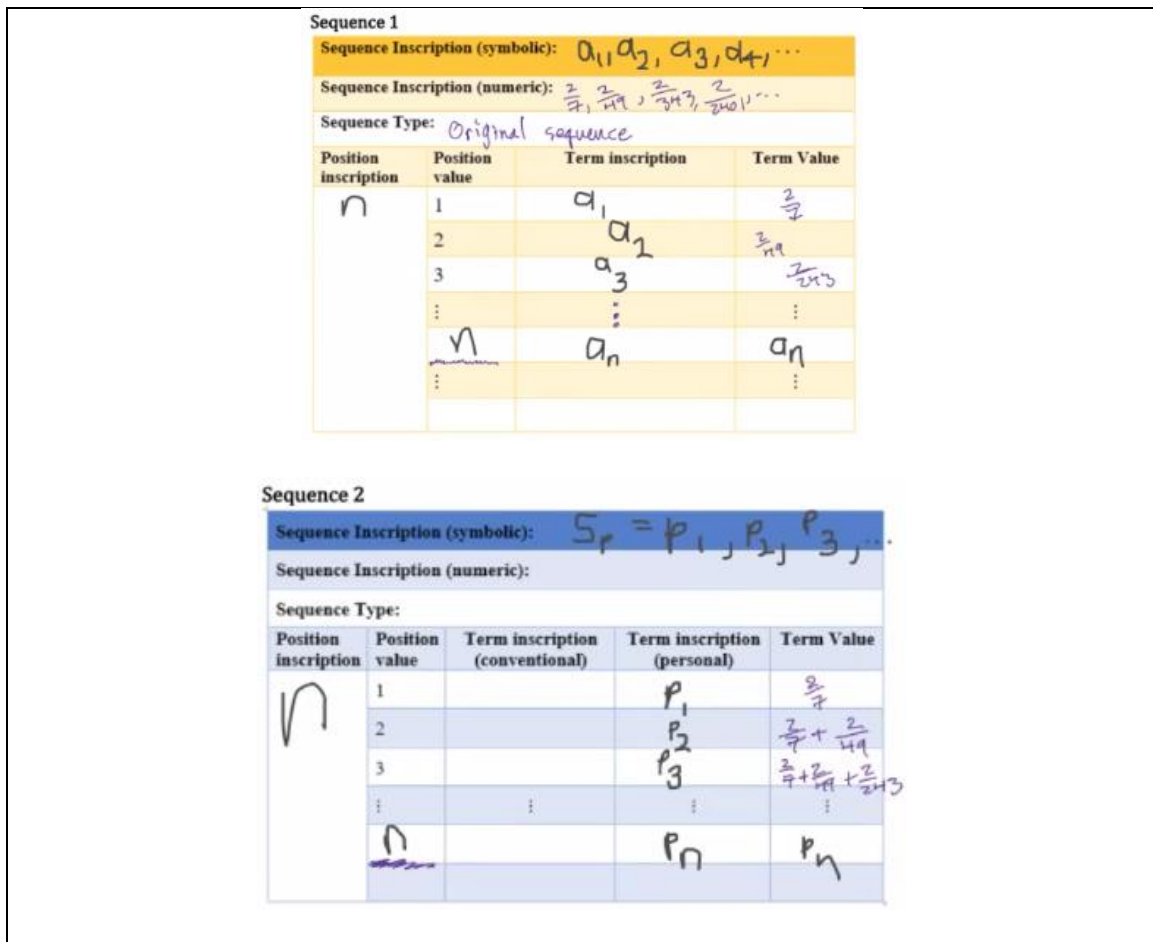 Sequence 1
Sequence Inscription (symbolic): a₁, a₂, a₃, a₄, ...
Sequence Inscription (numeric): 2/7, 2/49, 2/343, 2/2401, ...
Sequence Type: Original sequence
Position inscription Position value Term inscription Term Value
n 1 a₁ 2/7
2 a₂ 2/49
3 a₃ 2/243
⋮ ⋮ ⋮
n aₙ aₙ
⋮ ⋮
Sequence 2
Sequence Inscription (symbolic): Sₚ = p₁, p₂, p₃, ...
Sequence Inscription (numeric):
Sequence Type:
Position inscription Position value Term inscription (conventional) Term inscription (personal) Term Value
n 1 p₁ 2/7
2 p₂ 2/7 + 2/49
3 p₃ 2/7 + 2/49 + 2/243
⋮ ⋮ ⋮ ⋮
n pₙ pₙ